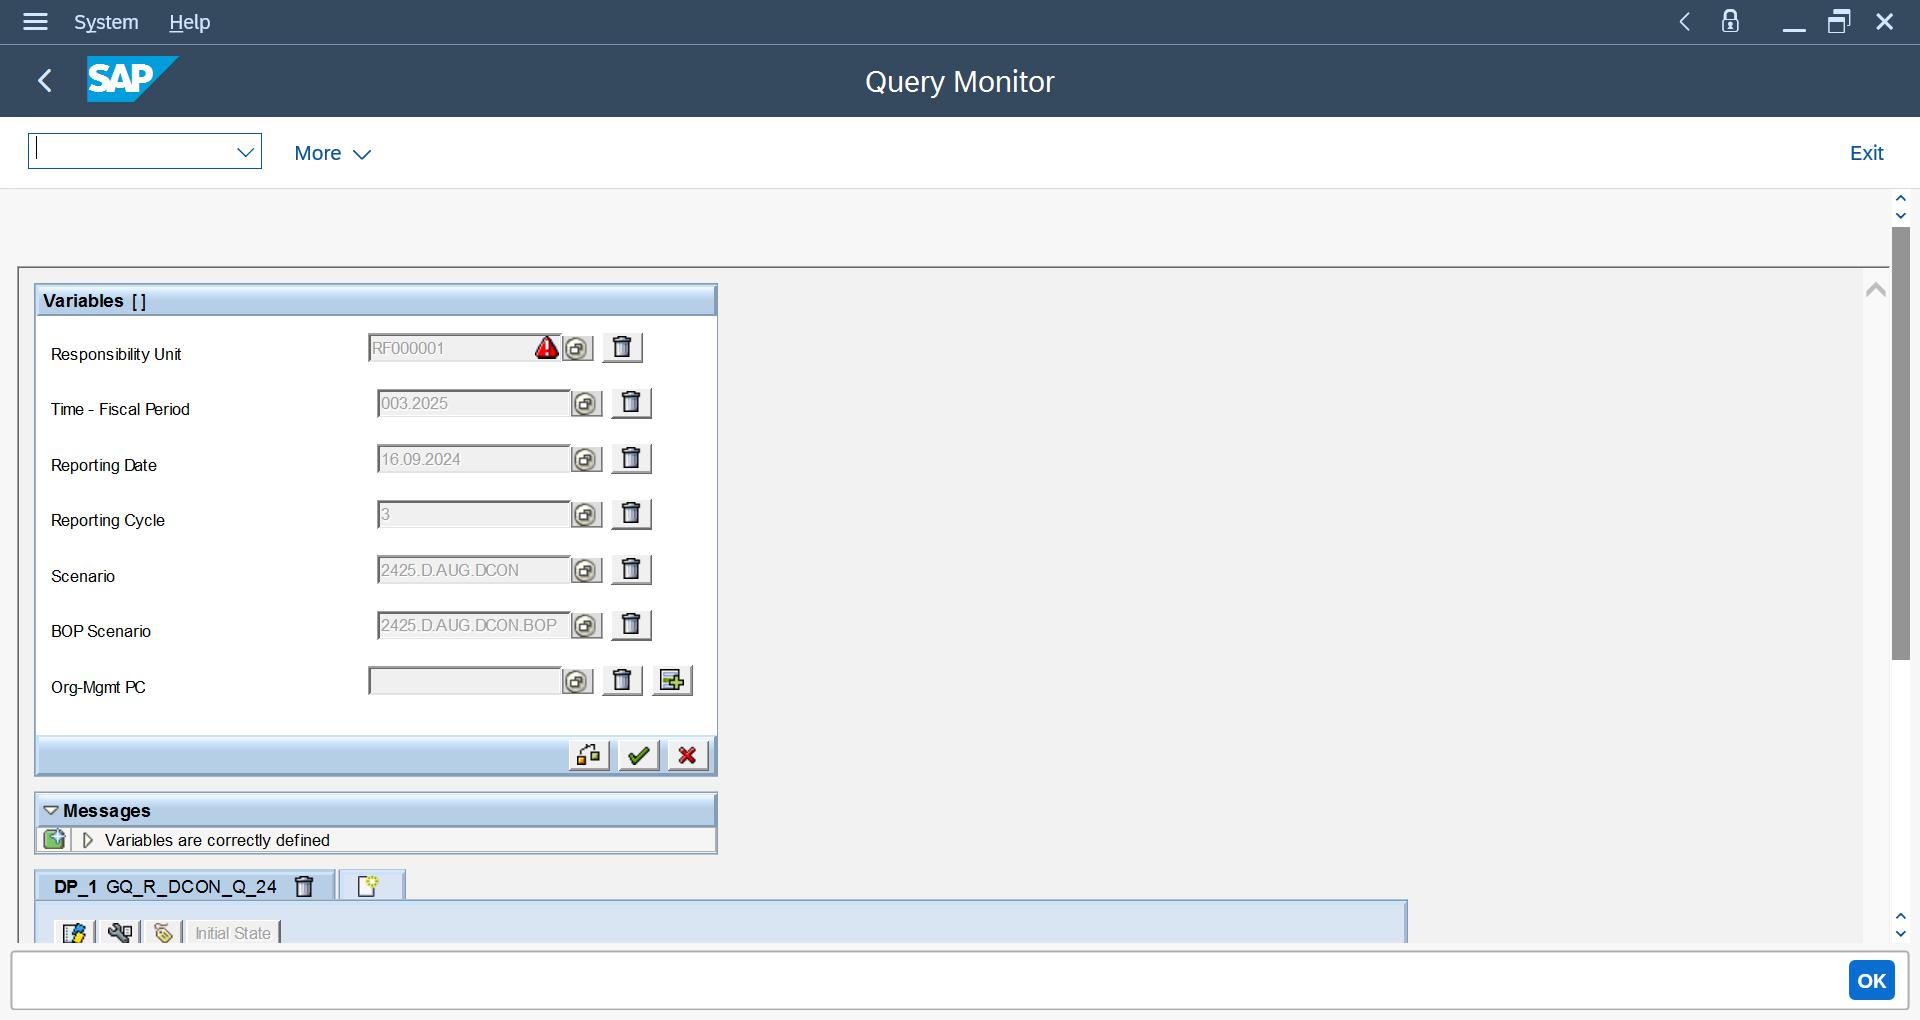 System Help
SAP
Query Monitor
More
Exit
Variables []
Responsibility Unit RF000001
Time - Fiscal Period 003.2025
Reporting Date 16.09.2024
Reporting Cycle 3
Scenario 2425.D.AUG.DCON
BOP Scenario 2425.D.AUG.DCON.BOP
Org-Mgmt PC
Messages
Variables are correctly defined
DP_1 GQ_R_DCON_Q_24
Initial State
OK